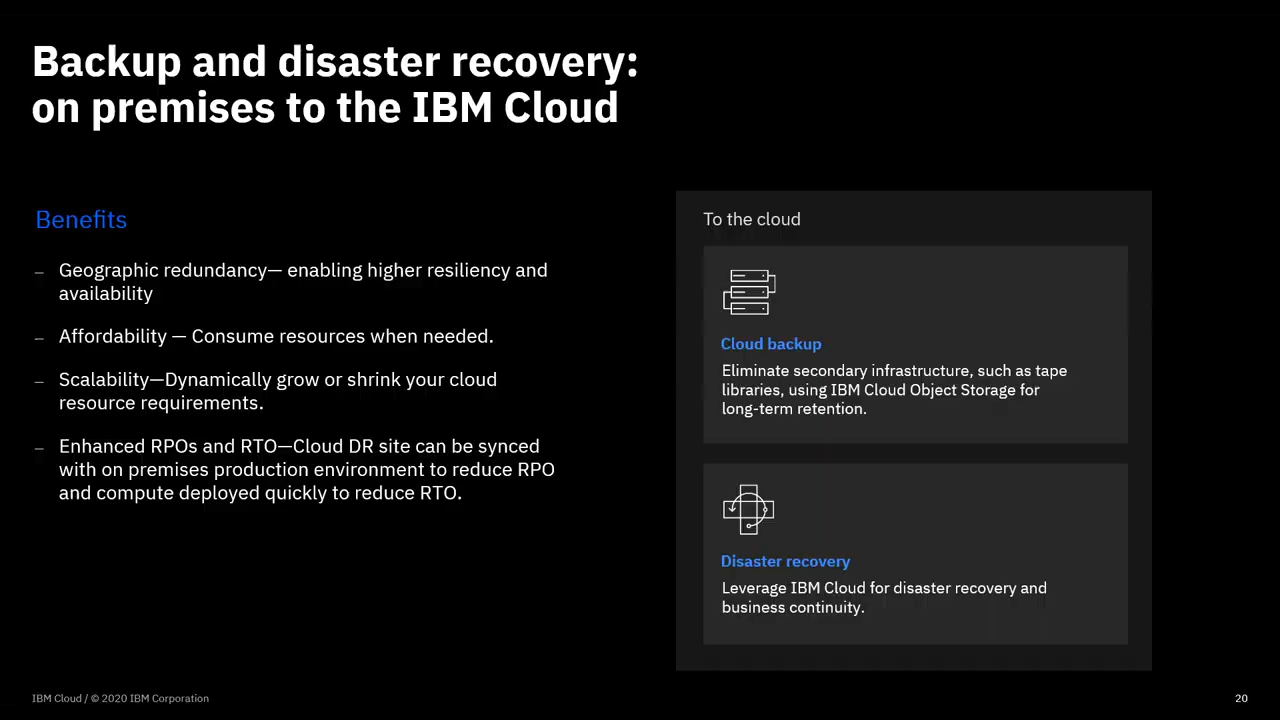 Backup and disaster recovery:
on premises to the IBM Cloud
Benefits
– Geographic redundancy— enabling higher resiliency and
availability
– Affordability — Consume resources when needed.
– Scalability—Dynamically grow or shrink your cloud
resource requirements.
– Enhanced RPOs and RTO—Cloud DR site can be synced
with on premises production environment to reduce RPO
and compute deployed quickly to reduce RTO.
To the cloud
Cloud backup
Eliminate secondary infrastructure, such as tape
libraries, using IBM Cloud Object Storage for
long-term retention.
Disaster recovery
Leverage IBM Cloud for disaster recovery and
business continuity.
IBM Cloud / © 2020 IBM Corporation
20